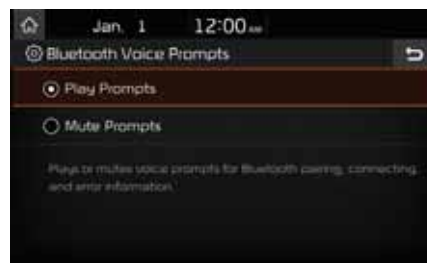 Jan. 1 12:00
Bluetooth Voice Prompts
Play Prompts
Mute Prompts
Plays or mutes voice prompts for Bluetooth pairing, connecting,
and error information.